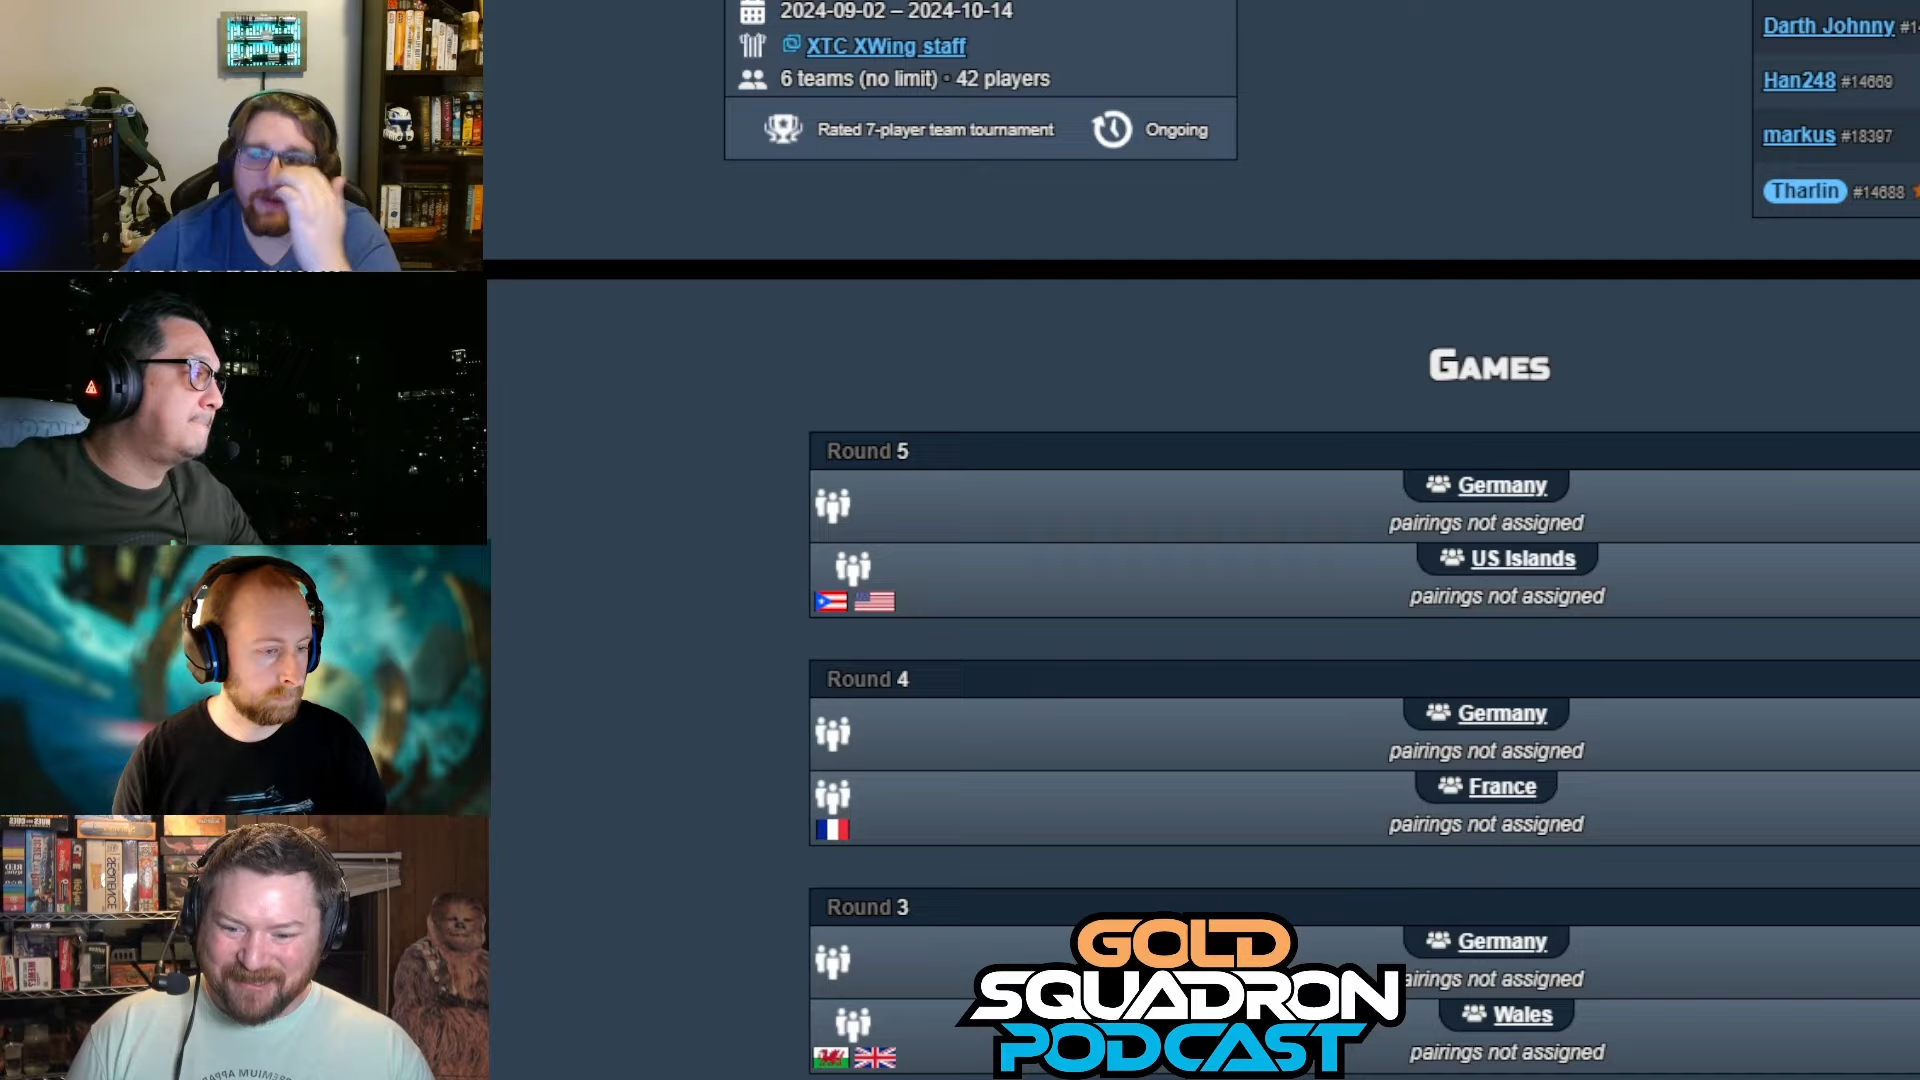 2024-09-02 – 2024-10-14
XTC XWing staff
6 teams (no limit) • 42 players
Rated 7-player team tournament
Ongoing
Darth Johnny #1
Han248 #14669
markus #18397
Tharlin #14688
GAMES
Round 5
Germany
pairings not assigned
US Islands
pairings not assigned
Round 4
Germany
pairings not assigned
France
pairings not assigned
Round 3
Germany
airings not assigned
Wales
pairings not assigned
GOLD
SQUADRON
PODCAST